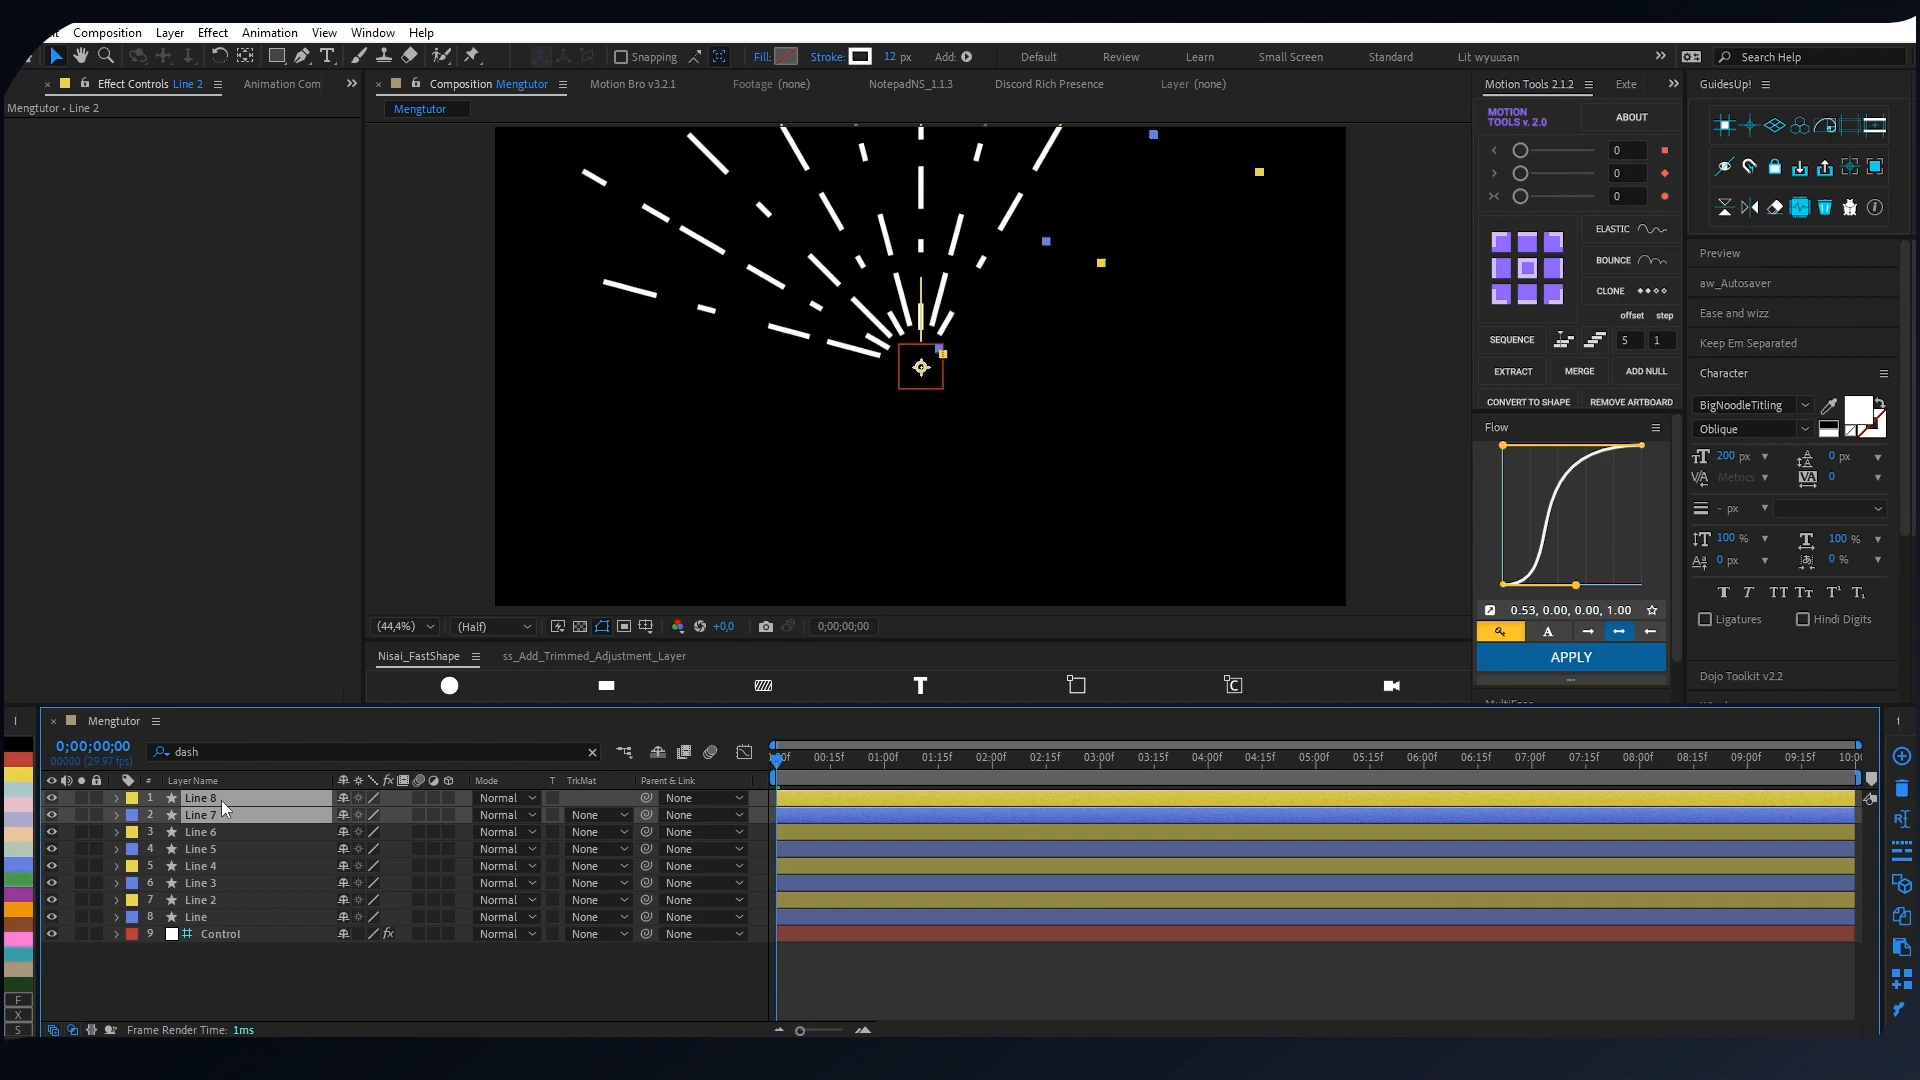 Composition Layer Effect Animation View Window Help
Snapping Fill: Stroke: 12 px Add: Default Review Learn Small Screen Standard Lit wyuusan Search Help
Effect Controls Line 2 Animation Com
Composition Mengtutor Motion Bro v3.2.1 Footage (none) NotepadNS_1.1.3 Discord Rich Presence Layer (none)
Motion Tools 2.1.2 Exte GuidesUp!
Mengtutor • Line 2
Mengtutor
MOTION
TOOLS v. 2.0
ABOUT
0
0
0
ELASTIC
BOUNCE
CLONE
offset step
SEQUENCE 5 1
EXTRACT MERGE ADD NULL
CONVERT TO SHAPE REMOVE ARTBOARD
Flow
0.53, 0.00, 0.00, 1.00
A
APPLY
Preview
aw_Autosaver
Ease and wizz
Keep Em Separated
Character
BigNoodleTitling
Oblique
200 px 0 px
Metrics 0
- px
100 % 100 %
0 px 0 %
T T TT Tt T¹ T₁
Ligatures Hindi Digits
Dojo Toolkit v2.2
(44,4%) (Half) +0,0 0;00;00;00
Nisai_FastShape ss_Add_Trimmed_Adjustment_Layer
T C
Mengtutor
0;00;00;00
00000 (29.97 fps)
dash
00f 00:15f 01:00f 01:15f 02:00f 02:15f 03:00f 03:15f 04:00f 04:15f 05:00f 05:15f 06:00f 06:15f 07:00f 07:15f 08:00f 08:15f 09:00f 09:15f 10:00
# Layer Name fx Mode T TrkMat Parent & Link
1 Line 8 Normal None
2 Line 7 Normal None None
3 Line 6 Normal None None
4 Line 5 Normal None None
5 Line 4 Normal None None
6 Line 3 Normal None None
7 Line 2 Normal None None
8 Line Normal None None
9 Control fx Normal None None
F
X
S
Frame Render Time: 1ms